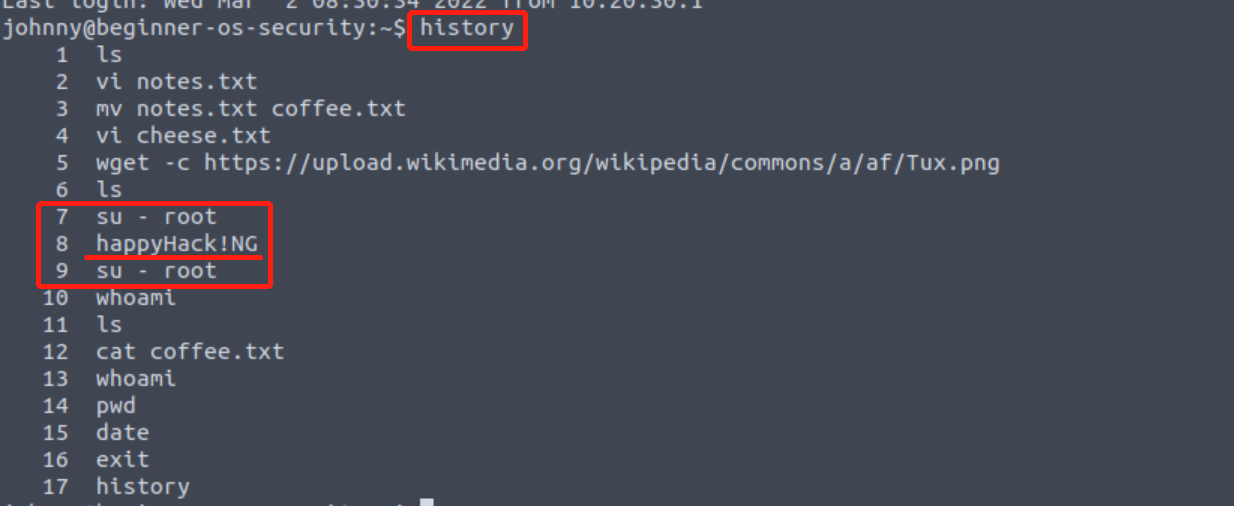 Last login: Wed Mar  2 08:30:34 2022 from 10.20.30.1
johnny@beginner-os-security:~$ history
1 ls
2 vi notes.txt
3 mv notes.txt coffee.txt
4 vi cheese.txt
5 wget -c https://upload.wikimedia.org/wikipedia/commons/a/af/Tux.png
6 ls
7 su - root
8 happyHack!NG
9 su - root
10 whoami
11 ls
12 cat coffee.txt
13 whoami
14 pwd
15 date
16 exit
17 history